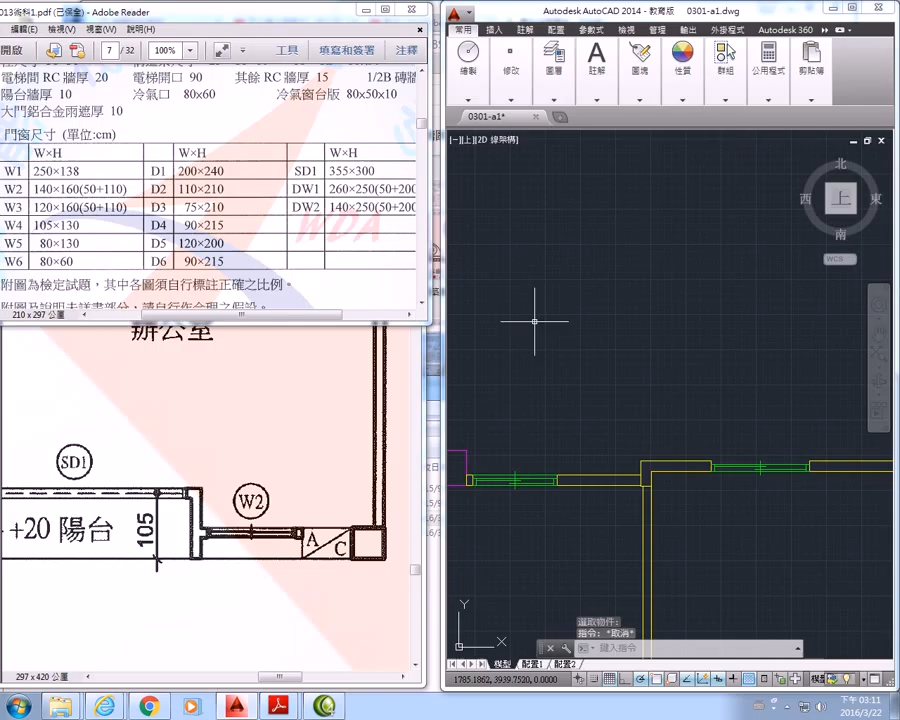 013術科1.pdf (已保全) - Adobe Reader
編輯(E) 檢視(V) 視窗(W) 說明(H)
開啟 7 / 32 100% 工具 填寫和簽署 注釋
電梯間 RC 牆厚 20 電梯開口 90 其餘 RC 牆厚 15 1/2B 磚牆
陽台牆厚 10 冷氣口 80x60 冷氣窗台版 80x50x10
大門鋁合金雨遮厚 10
門窗尺寸 (單位:cm)
W×H W×H W×H
W1 250×138 D1 200×240 SD1 355×300
W2 140×160(50+110) D2 110×210 DW1 260×250(50+200
W3 120×160(50+110) D3 75×210 DW2 140×250(50+200
W4 105×130 D4 90×215
W5 80×130 D5 120×200
W6 80×60 D6 90×215
WDA
附圖為檢定試題，其中各圖須自行標註正確之比例。
210 x 297 公釐
辦公室
SD1
W2
+20 陽台
105
A
C
297 x 420 公釐
Autodesk AutoCAD 2014 - 教育版 0301-a1.dwg
常用 插入 註解 配置 參數式 檢視 管理 輸出 外掛程式 Autodesk 360
繪製 修改 圖層 註解 圖塊 性質 群組 公用程式 剪貼簿
0301-a1*
[−][上][2D 線架構]
北
西 上 東
南
WCS
Y
X
選取物件:
指令: *取消*
鍵入指令
模型 配置1 配置2
1785.1862, 3939.7520, 0.0000
下午 03:11
2016/3/22